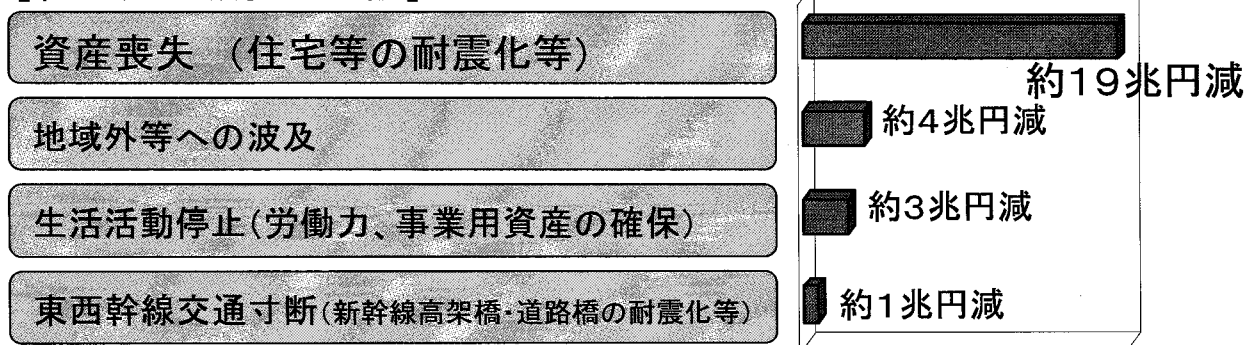 資産喪失 (住宅等の耐震化等)
約19兆円減
地域外等への波及
約4兆円減
生活活動停止(労働力、事業用資産の確保)
約3兆円減
東西幹線交通寸断(新幹線高架橋・道路橋の耐震化等)
約1兆円減